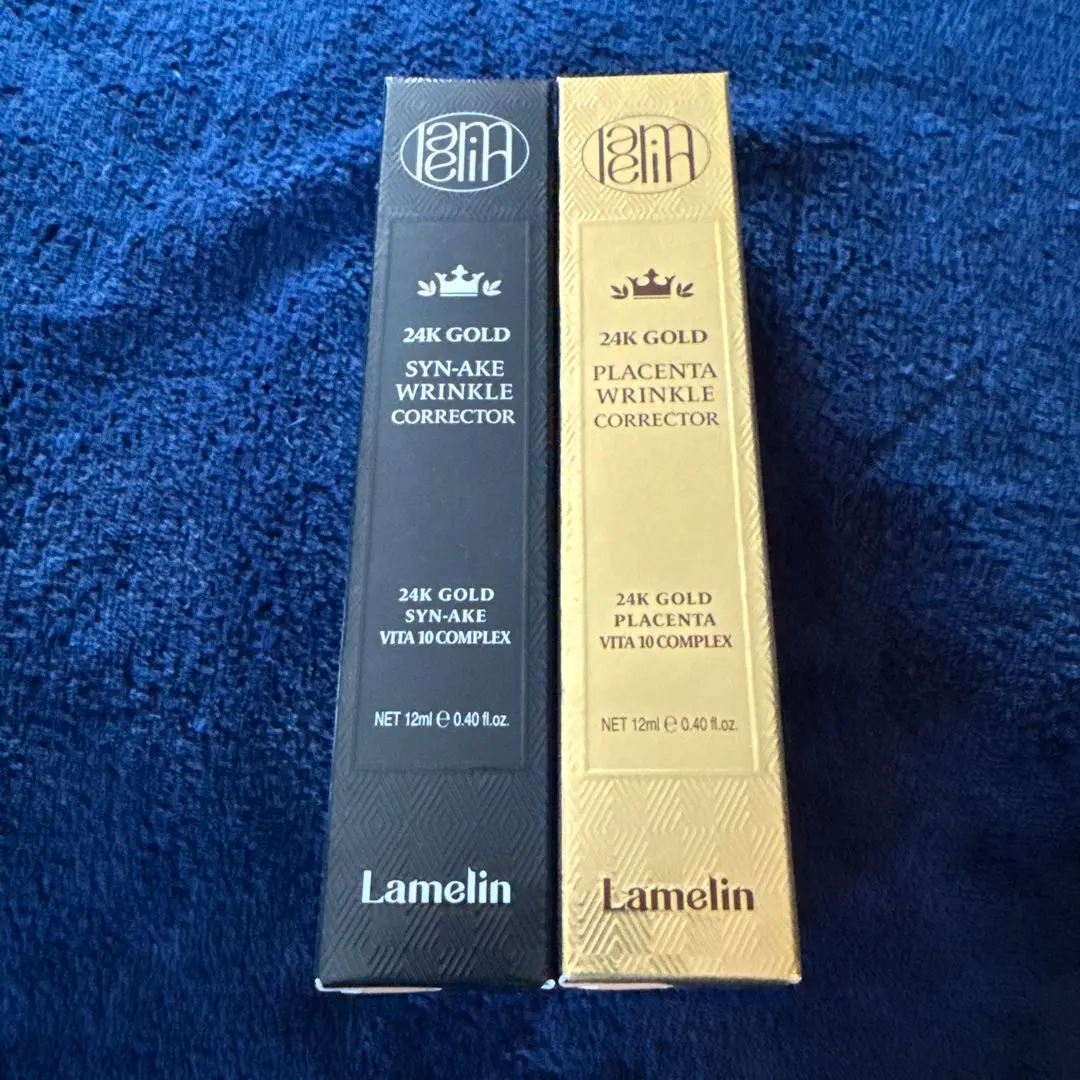 lamelin
24K GOLD
SYN-AKE
WRINKLE
CORRECTOR
24K GOLD
SYN-AKE
VITA 10 COMPLEX
NET 12ml ℮ 0.40 fl.oz.
Lamelin
lamelin
24K GOLD
PLACENTA
WRINKLE
CORRECTOR
24K GOLD
PLACENTA
VITA 10 COMPLEX
NET 12ml ℮ 0.40 fl.oz.
Lamelin